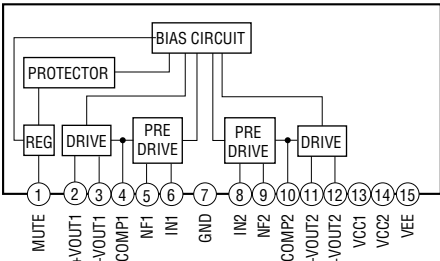 BIAS CIRCUIT
PROTECTOR
REG
DRIVE
PRE
DRIVE
PRE
DRIVE
DRIVE
1
2
3
4
5
6
7
8
9
10
11
12
13
14
15
MUTE
+VOUT1
-VOUT1
COMP1
NF1
IN1
GND
IN2
NF2
COMP2
-VOUT2
-VOUT2
VCC1
VCC2
VEE